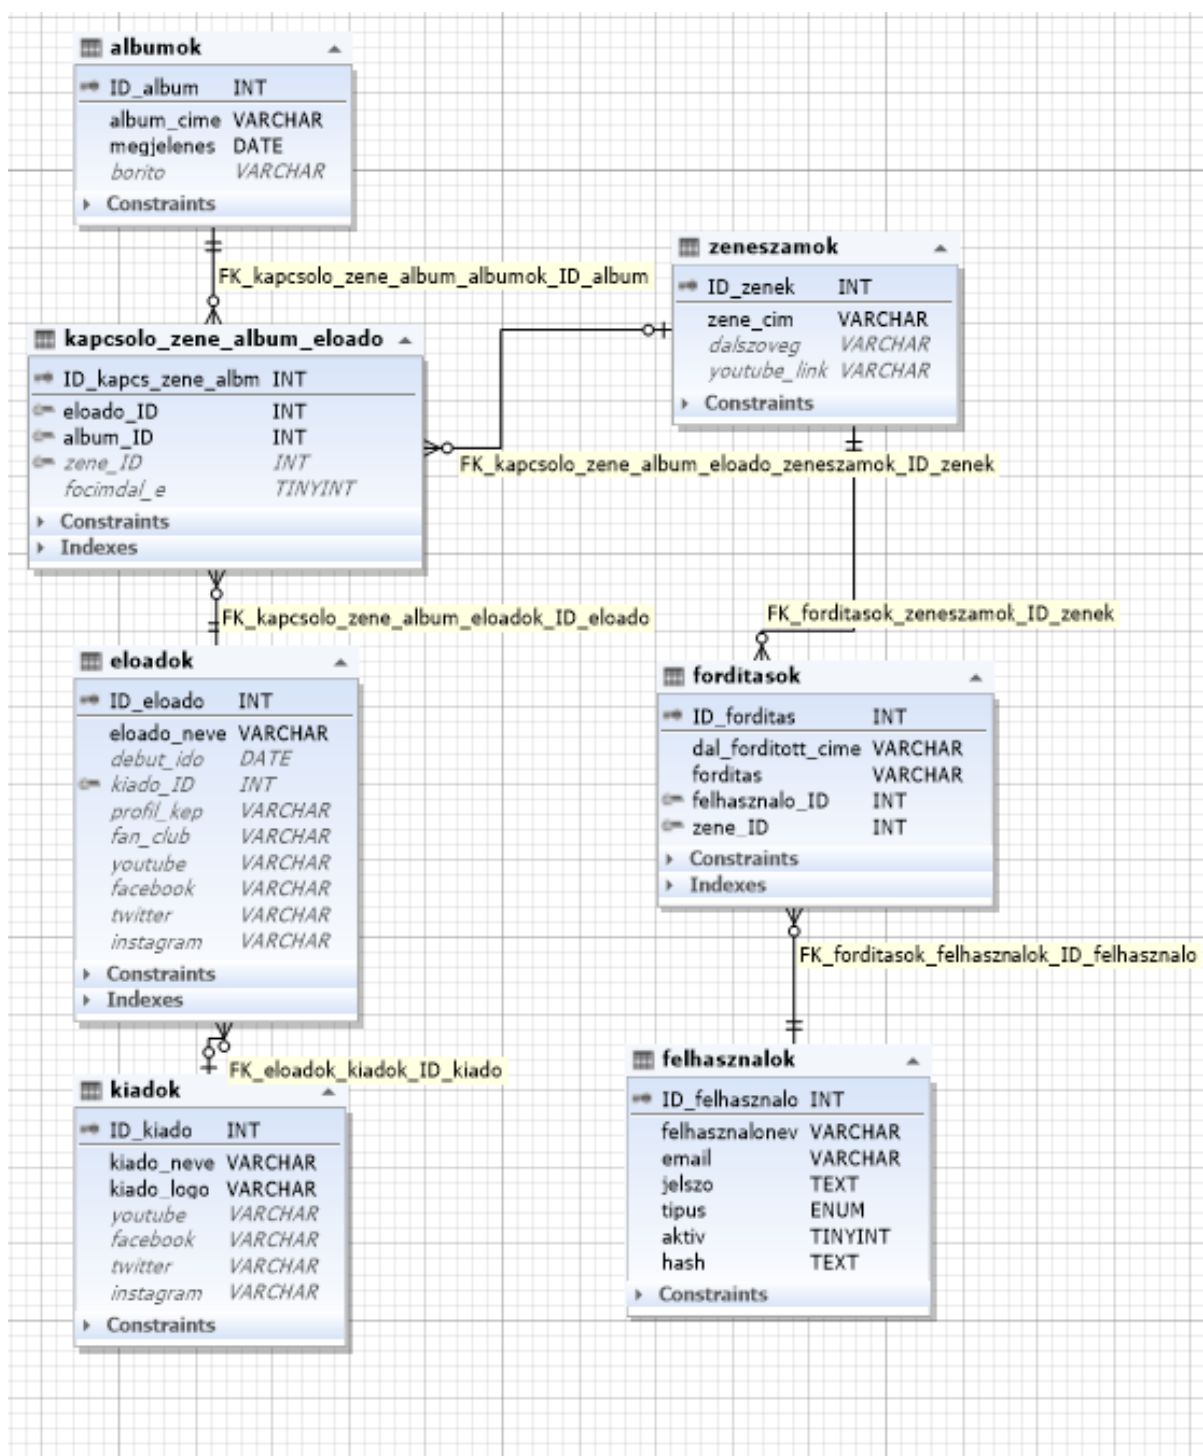 albumok
ID_album INT
album_cime VARCHAR
megjelenes DATE
borito VARCHAR
Constraints
FK_kapcsolo_zene_album_albumok_ID_album
zeneszamok
ID_zenek INT
zene_cim VARCHAR
dalszoveg VARCHAR
youtube_link VARCHAR
Constraints
kapcsolo_zene_album_eloado
ID_kapcs_zene_albm INT
eloado_ID INT
album_ID INT
zene_ID INT
focimdal_e TINYINT
Constraints
Indexes
FK_kapcsolo_zene_album_eloado_zeneszamok_ID_zenek
FK_kapcsolo_zene_album_eloadok_ID_eloado
FK_forditasok_zeneszamok_ID_zenek
eloadok
ID_eloado INT
eloado_neve VARCHAR
debut_ido DATE
kiado_ID INT
profil_kep VARCHAR
fan_club VARCHAR
youtube VARCHAR
facebook VARCHAR
twitter VARCHAR
instagram VARCHAR
Constraints
Indexes
forditasok
ID_forditas INT
dal_forditott_cime VARCHAR
forditas VARCHAR
felhasznalo_ID INT
zene_ID INT
Constraints
Indexes
FK_forditasok_felhasznalok_ID_felhasznalo
FK_eloadok_kiadok_ID_kiado
kiadok
ID_kiado INT
kiado_neve VARCHAR
kiado_logo VARCHAR
youtube VARCHAR
facebook VARCHAR
twitter VARCHAR
instagram VARCHAR
Constraints
felhasznalok
ID_felhasznalo INT
felhasznalonev VARCHAR
email VARCHAR
jelszo TEXT
tipus ENUM
aktiv TINYINT
hash TEXT
Constraints